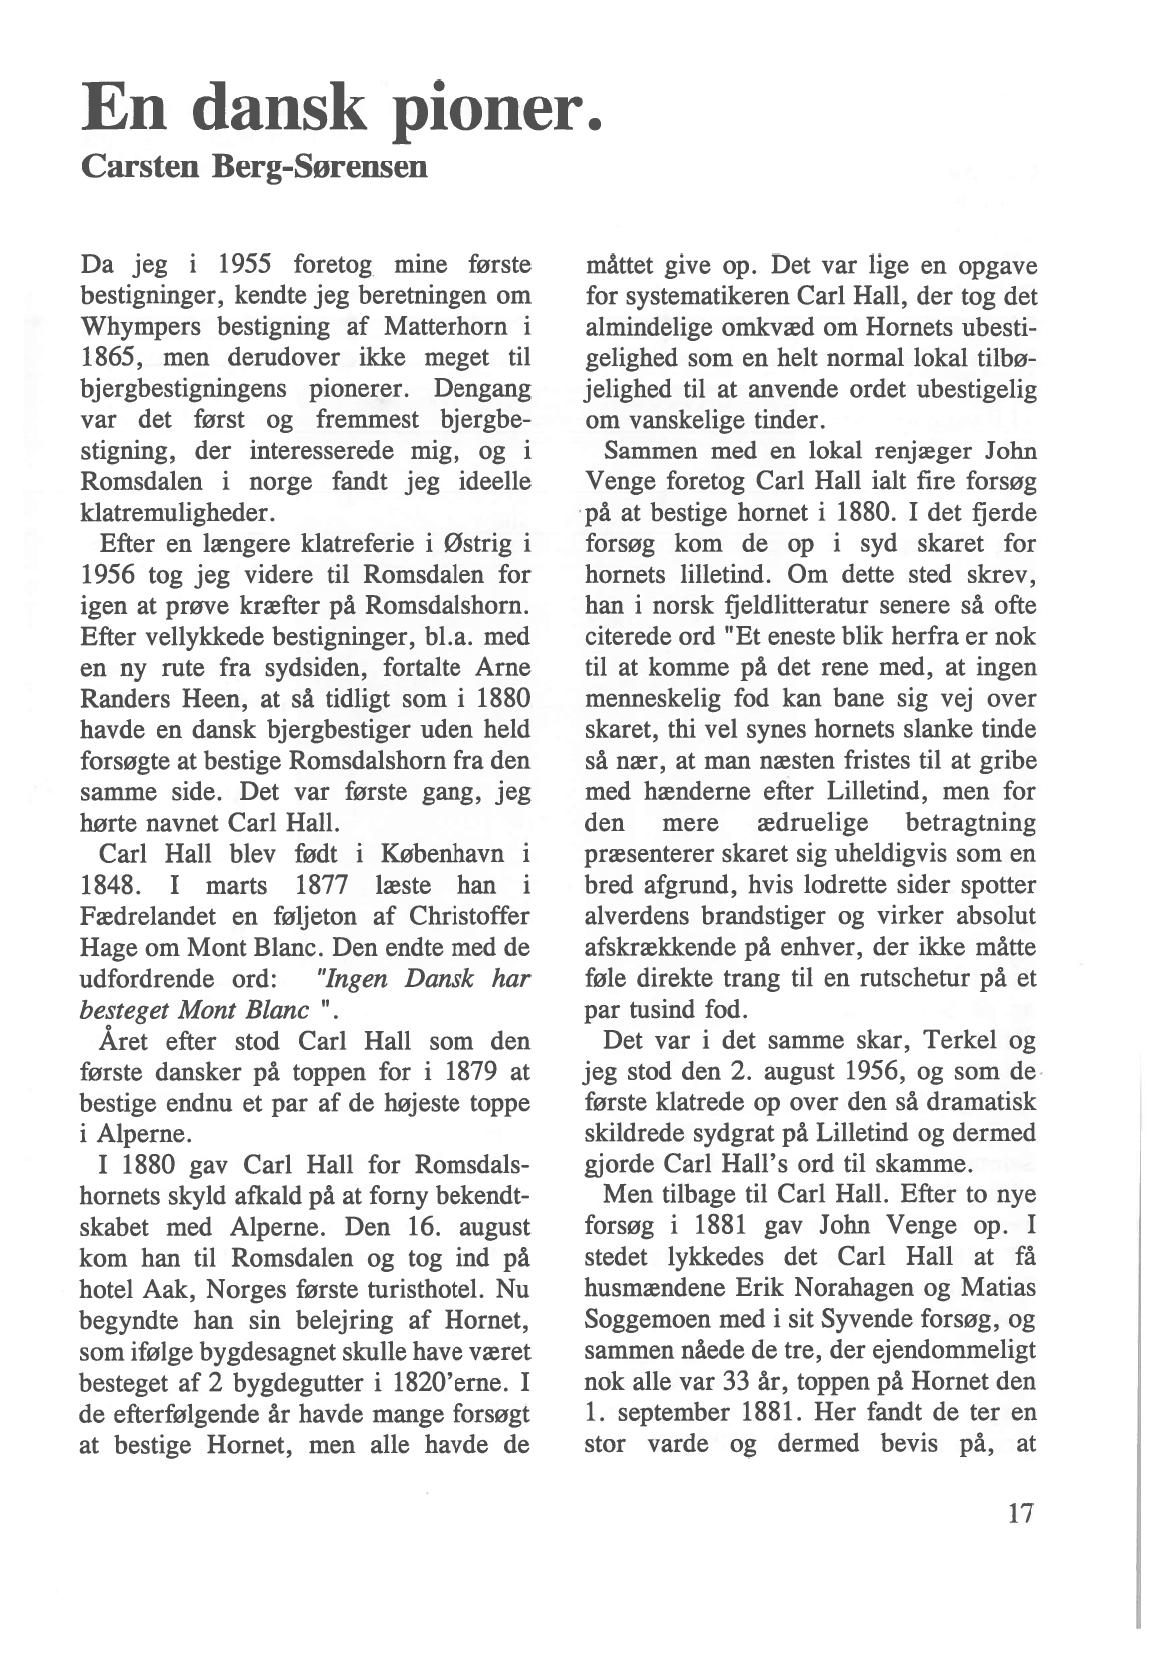 En dansk pioner.
Carsten Berg-Sørensen
Da jeg i 1955 foretog mine første
bestigninger, kendte jeg beretningen om
Whympers bestigning af Matterhorn i
1865, men derudover ikke meget til
bjergbestigningens pionerer. Dengang
var det først og fremmest bjergbe-
stigning, der interesserede mig, og i
Romsdalen i norge fandt jeg ideelle
klatremuligheder.
Efter en længere klatreferie i Østrig i
1956 tog jeg videre til Romsdalen for
igen at prøve kræfter på Romsdalshorn.
Efter vellykkede bestigninger, bl.a. med
en ny rute fra sydsiden, fortalte Arne
Randers Heen, at så tidligt som i 1880
havde en dansk bjergbestiger uden held
forsøgte at bestige Romsdalshorn fra den
samme side. Det var første gang, jeg
hørte navnet Carl Hall.
Carl Hall blev født i København i
1848. I marts 1877 læste han i
Fædrelandet en føljeton af Christoffer
Hage om Mont Blanc. Den endte med de
udfordrende ord: "Ingen Dansk har
besteget Mont Blanc ".
Året efter stod Carl Hall som den
første dansker på toppen for i 1879 at
bestige endnu et par af de højeste toppe
i Alperne.
I 1880 gav Carl Hall for Romsdals-
hornets skyld afkald på at forny bekendt-
skabet med Alperne. Den 16. august
kom han til Romsdalen og tog ind på
hotel Aak, Norges første turisthotel. Nu
begyndte han sin belejring af Hornet,
som ifølge bygdesagnet skulle have været
besteget af 2 bygdegutter i 1820'erne. I
de efterfølgende år havde mange forsøgt
at bestige Hornet, men alle havde de
måttet give op. Det var lige en opgave
for systematikeren Carl Hall, der tog det
almindelige omkvæd om Hornets ubesti-
gelighed som en helt normal lokal tilbø-
jelighed til at anvende ordet ubestigelig
om vanskelige tinder.
Sammen med en lokal renjæger John
Venge foretog Carl Hall ialt fire forsøg
på at bestige hornet i 1880. I det fjerde
forsøg kom de op i syd skaret for
hornets lilletind. Om dette sted skrev,
han i norsk fjeldlitteratur senere så ofte
citerede ord "Et eneste blik herfra er nok
til at komme på det rene med, at ingen
menneskelig fod kan bane sig vej over
skaret, thi vel synes hornets slanke tinde
så nær, at man næsten fristes til at gribe
med hænderne efter Lilletind, men for
den mere ædruelige betragtning
præsenterer skaret sig uheldigvis som en
bred afgrund, hvis lodrette sider spotter
alverdens brandstiger og virker absolut
afskrækkende på enhver, der ikke måtte
føle direkte trang til en rutschetur på et
par tusind fod.
Det var i det samme skar, Terkel og
jeg stod den 2. august 1956, og som de
første klatrede op over den så dramatisk
skildrede sydgrat på Lilletind og dermed
gjorde Carl Hall's ord til skamme.
Men tilbage til Carl Hall. Efter to nye
forsøg i 1881 gav John Venge op. I
stedet lykkedes det Carl Hall at få
husmændene Erik Norahagen og Matias
Soggemoen med i sit Syvende forsøg, og
sammen nåede de tre, der ejendommeligt
nok alle var 33 år, toppen på Hornet den
1. september 1881. Her fandt de ter en
stor varde og dermed bevis på, at
17